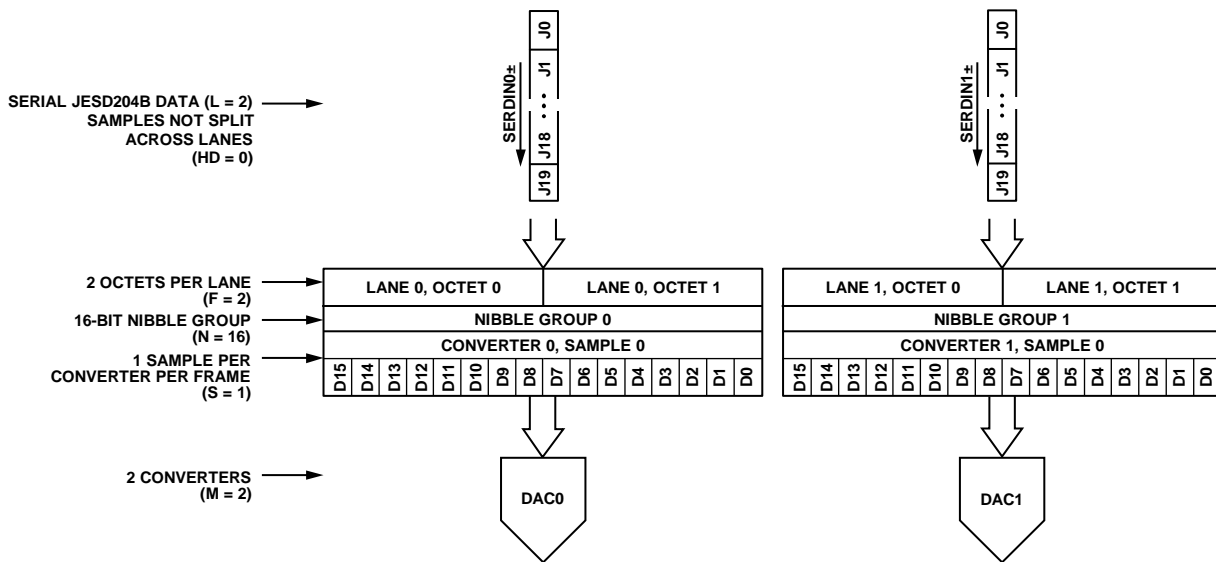 J0
J1
•••
J18
J19
SERDIN0±
J0
J1
•••
J18
J19
SERDIN1±
SERIAL JESD204B DATA (L = 2)
SAMPLES NOT SPLIT
ACROSS LANES
(HD = 0)
2 OCTETS PER LANE
(F = 2)
LANE 0, OCTET 0
LANE 0, OCTET 1
LANE 1, OCTET 0
LANE 1, OCTET 1
16-BIT NIBBLE GROUP
(N = 16)
NIBBLE GROUP 0
NIBBLE GROUP 1
1 SAMPLE PER
CONVERTER PER FRAME
(S = 1)
CONVERTER 0, SAMPLE 0
CONVERTER 1, SAMPLE 0
D15 D14 D13 D12 D11 D10 D9 D8 D7 D6 D5 D4 D3 D2 D1 D0
D15 D14 D13 D12 D11 D10 D9 D8 D7 D6 D5 D4 D3 D2 D1 D0
2 CONVERTERS
(M = 2)
DAC0
DAC1